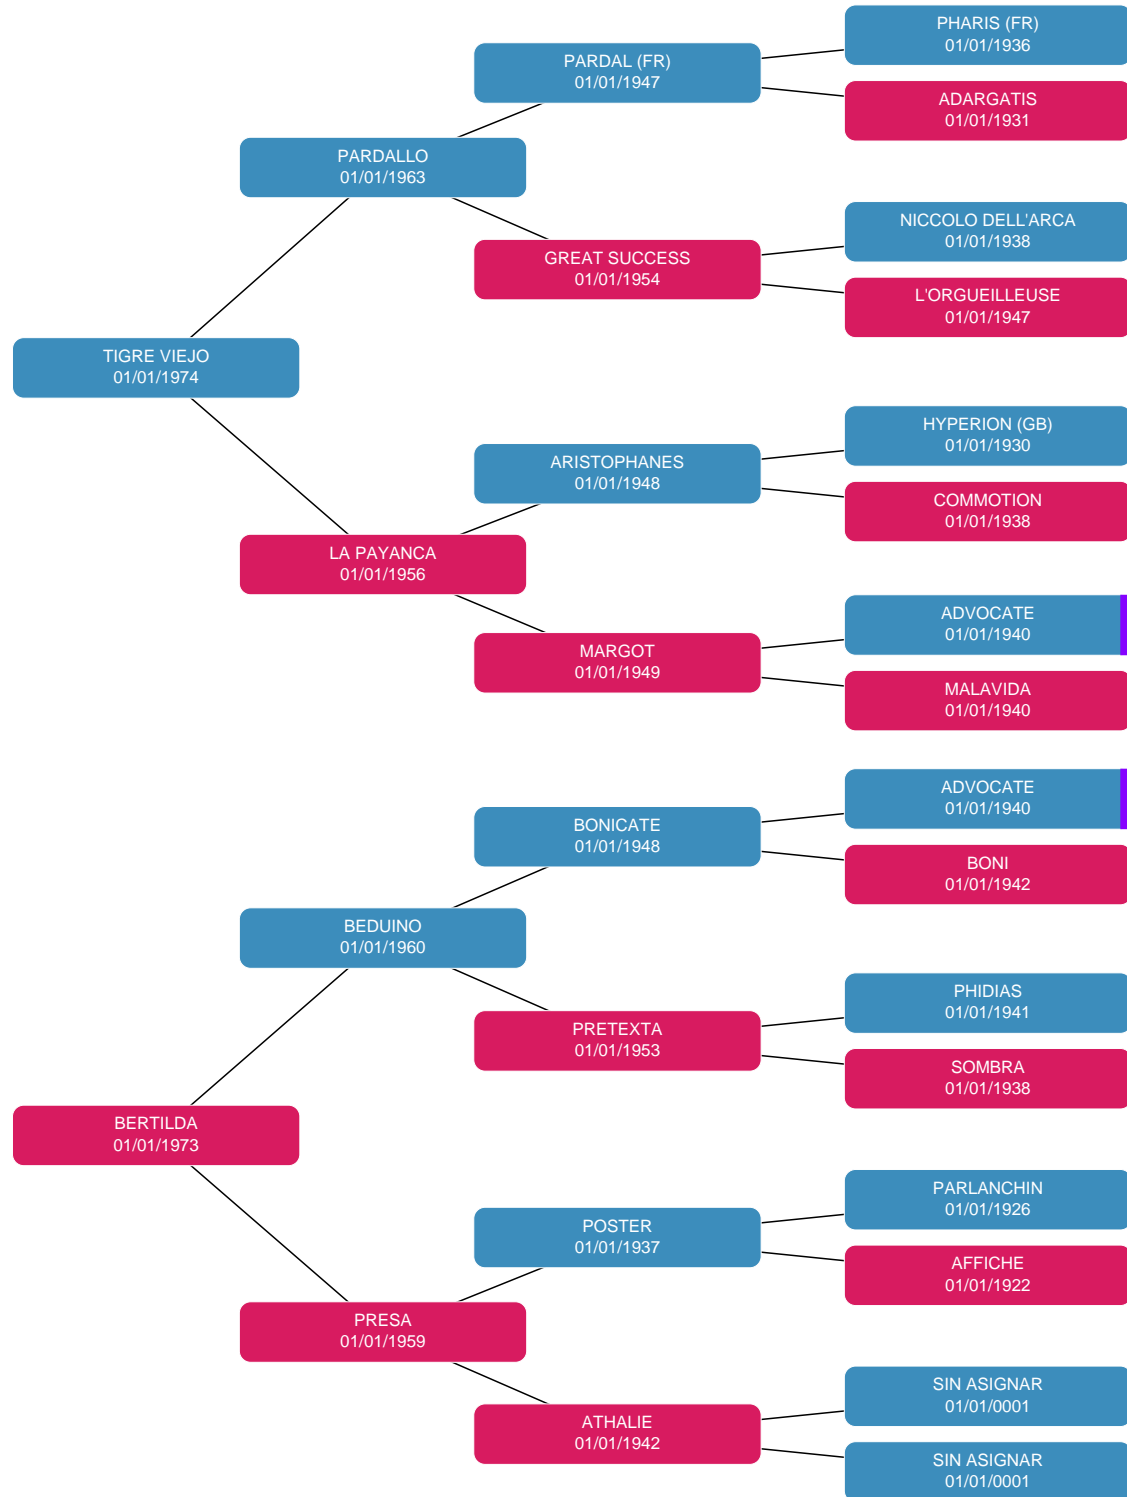 PHARIS (FR)
01/01/1936
PARDAL (FR)
01/01/1947
ADARGATIS
01/01/1931
PARDALLO
01/01/1963
NICCOLO DELL'ARCA
01/01/1938
GREAT SUCCESS
01/01/1954
L'ORGUEILLEUSE
01/01/1947
TIGRE VIEJO
01/01/1974
HYPERION (GB)
01/01/1930
ARISTOPHANES
01/01/1948
COMMOTION
01/01/1938
LA PAYANCA
01/01/1956
ADVOCATE
01/01/1940
MARGOT
01/01/1949
MALAVIDA
01/01/1940
ADVOCATE
01/01/1940
BONICATE
01/01/1948
BONI
01/01/1942
BEDUINO
01/01/1960
PHIDIAS
01/01/1941
PRETEXTA
01/01/1953
SOMBRA
01/01/1938
BERTILDA
01/01/1973
PARLANCHIN
01/01/1926
POSTER
01/01/1937
AFFICHE
01/01/1922
PRESA
01/01/1959
SIN ASIGNAR
01/01/0001
ATHALIE
01/01/1942
SIN ASIGNAR
01/01/0001